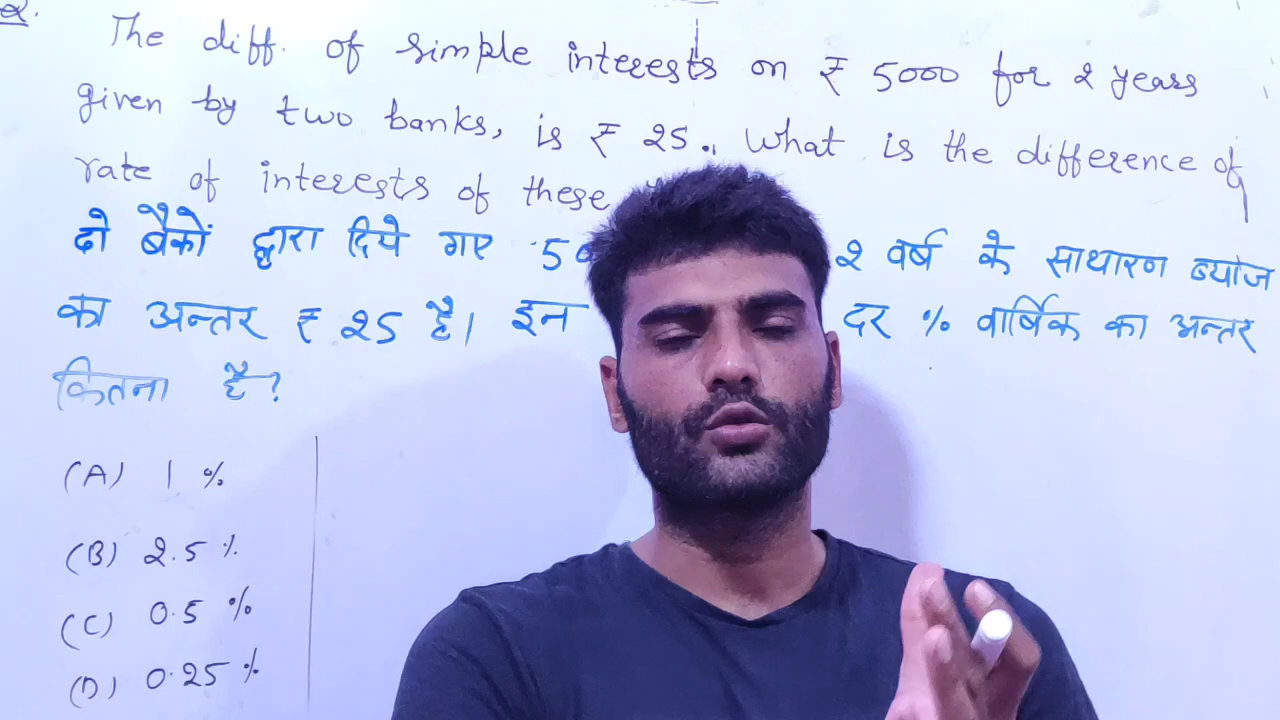 2.
The diff. of simple interests on ₹ 5000 for 2 years
given by two banks, is ₹ 25. What is the difference of
rate of interests of these
दो बैंकों द्वारा दिये गए 2 वर्ष के साधारण ब्याज
का अन्तर ₹ 25 है। इन दर % वार्षिक का अन्तर
कितना है?
(A) 1 %
(B) 2.5 %
(C) 0.5 %
(D) 0.25 %